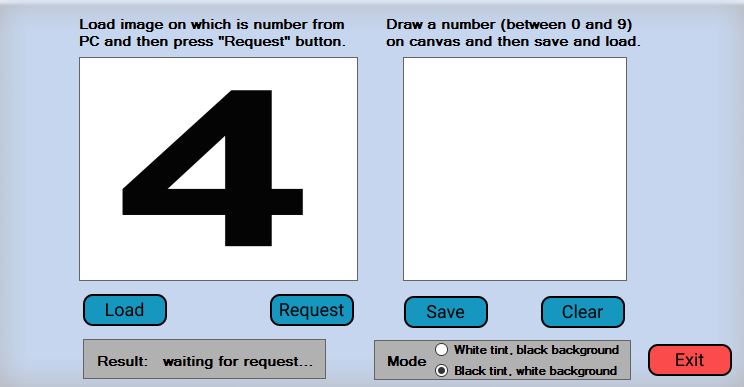 Load image on which is number from
PC and then press "Request" button.
Draw a number (between 0 and 9)
on canvas and then save and load.
4
Load
Request
Save
Clear
Result: waiting for request...
Mode
White tint, black background
Black tint, white background
Exit